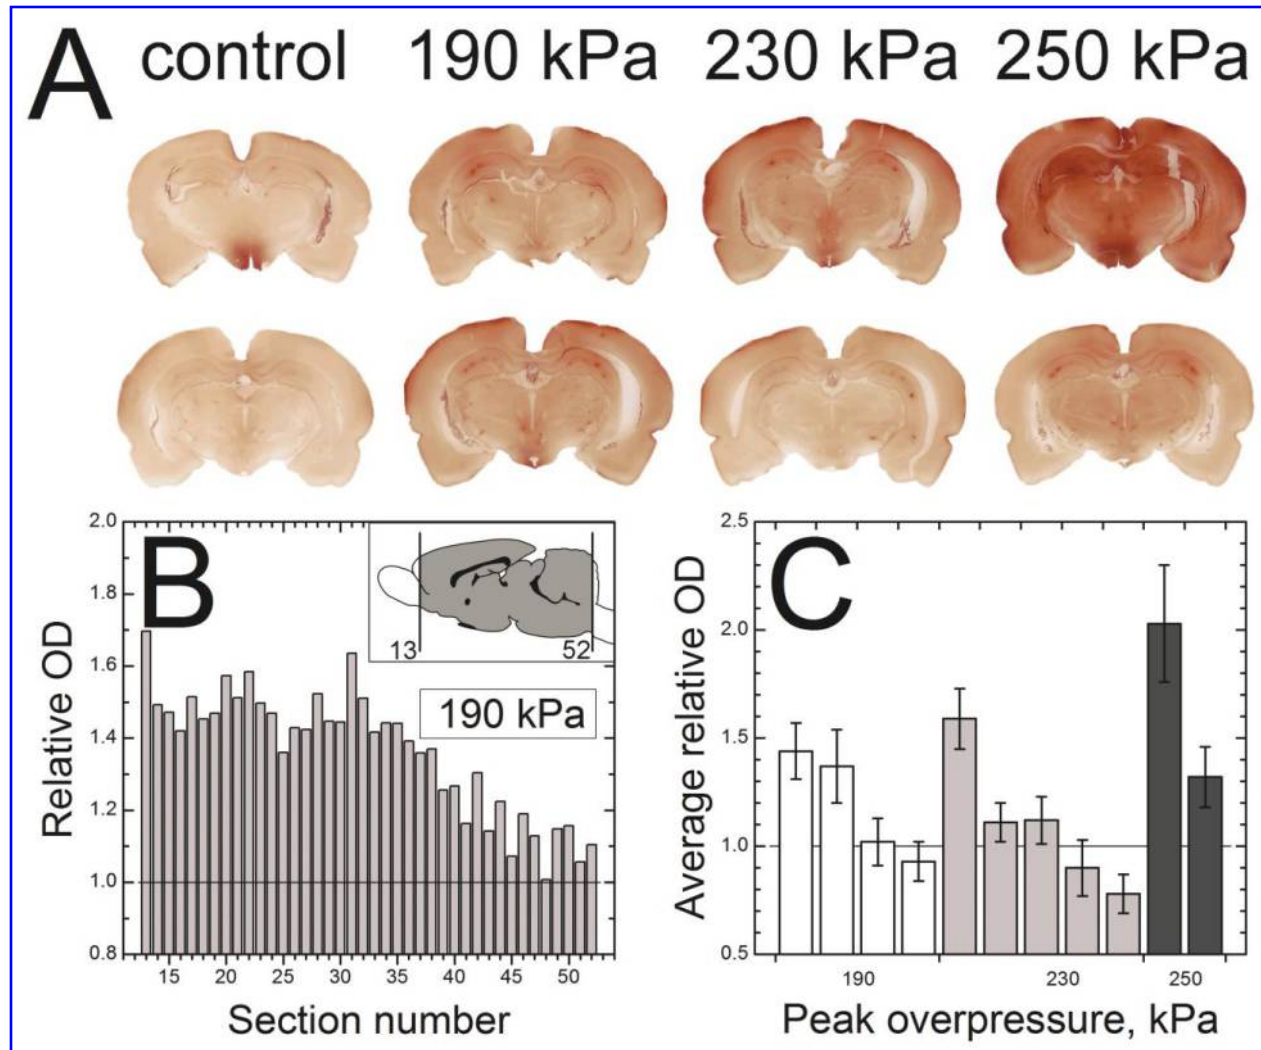 A
control 190 kPa 230 kPa 250 kPa
B
Relative OD
2.0
1.8
1.6
1.4
1.2
1.0
0.8
13 52
190 kPa
15 20 25 30 35 40 45 50
Section number
C
Average relative OD
2.5
2.0
1.5
1.0
0.5
190 230 250
Peak overpressure, kPa